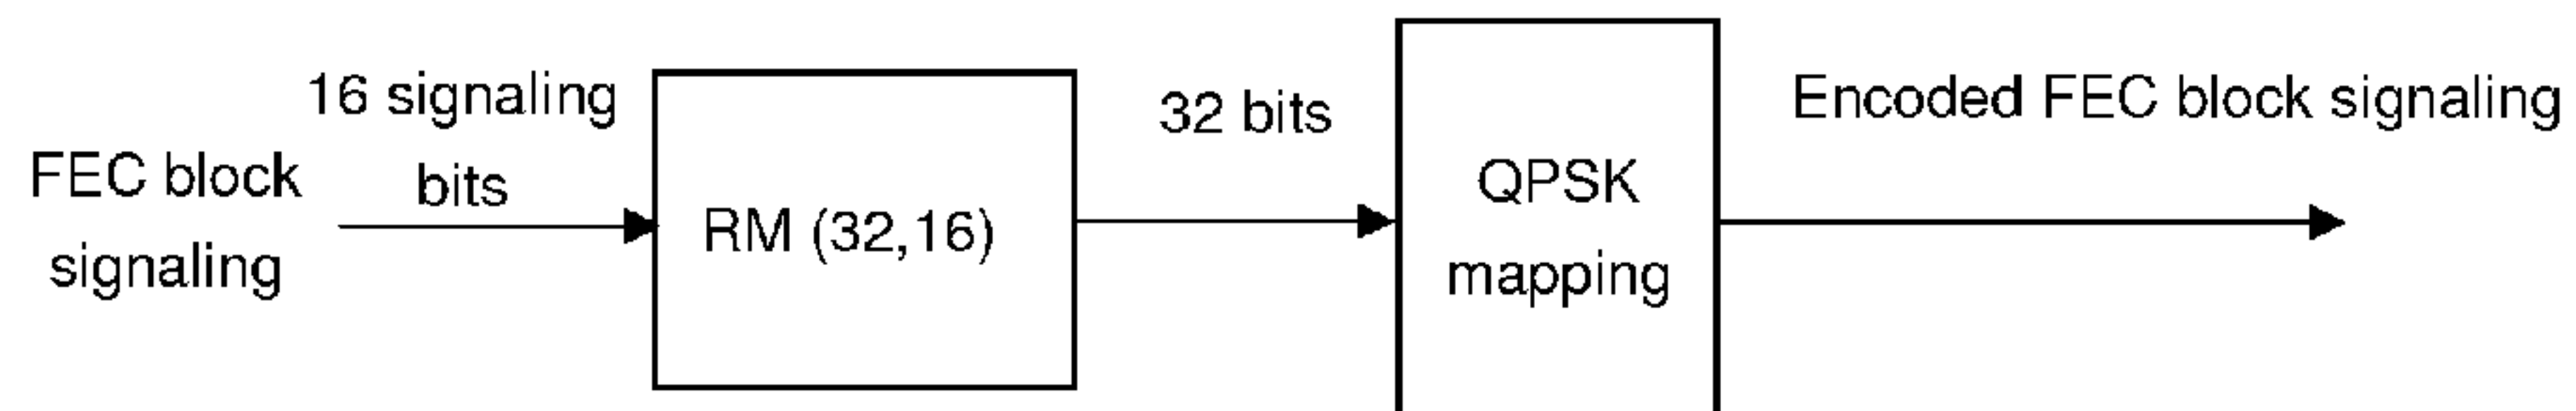 FEC block
signaling
16 signaling
bits
RM (32,16)
32 bits
QPSK
mapping
Encoded FEC block signaling